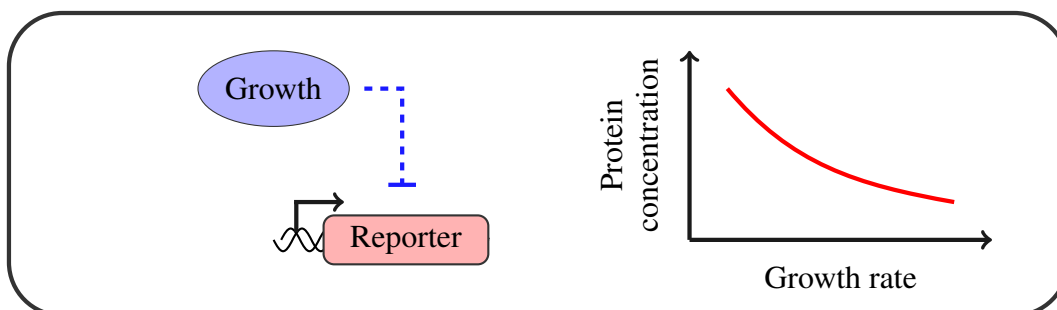 Growth
Reporter
Protein
concentration
Growth rate